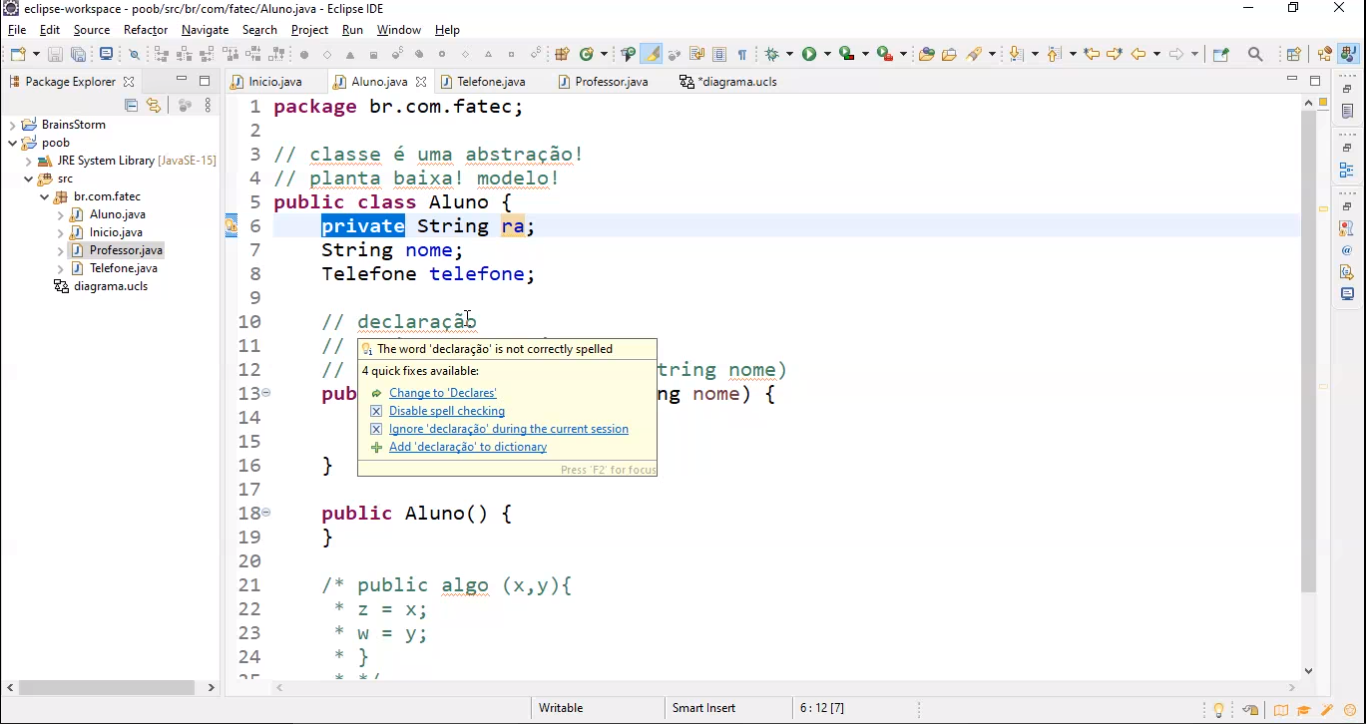 eclipse-workspace - poob/src/br/com/fatec/Aluno.java - Eclipse IDE
File Edit Source Refactor Navigate Search Project Run Window Help
Package Explorer
Inicio.java Aluno.java Telefone.java Professor.java *diagrama.ucls
BrainsStorm
poob
JRE System Library [JavaSE-15]
src
br.com.fatec
Aluno.java
Inicio.java
Professor.java
Telefone.java
diagrama.ucls
1 package br.com.fatec;
2
3 // classe é uma abstração!
4 // planta baixa! modelo!
5 public class Aluno {
6 private String ra;
7 String nome;
8 Telefone telefone;
9
10 // declaração
11 //
12 // tring nome)
13 pub ng nome) {
14
15
16 }
17
18 public Aluno() {
19 }
20
21 /* public algo (x,y){
22 * z = x;
23 * w = y;
24 * }
25 * */
The word 'declaração' is not correctly spelled
4 quick fixes available:
Change to 'Declares'
Disable spell checking
Ignore 'declaração' during the current session
Add 'declaração' to dictionary
Press 'F2' for focus
Writable Smart Insert 6 : 12 [7]